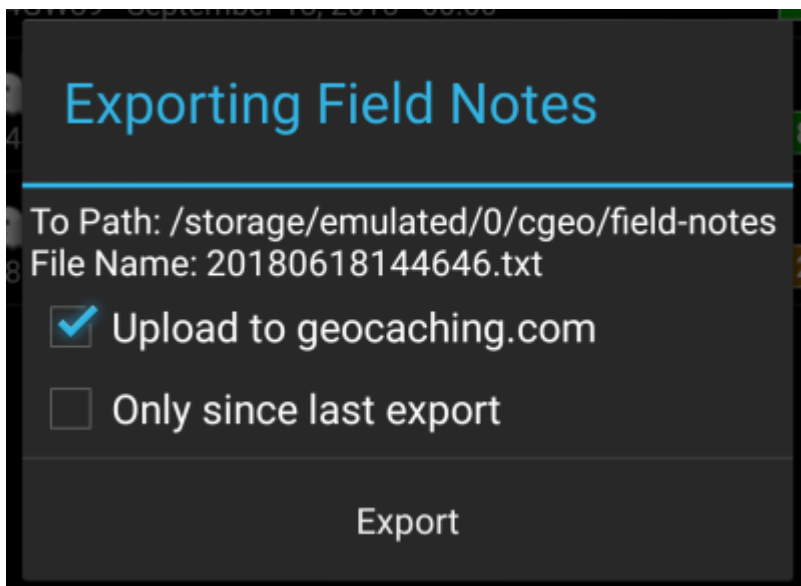 Exporting Field Notes
To Path: /storage/emulated/0/cgeo/field-notes
File Name: 20180618144646.txt
Upload to geocaching.com
Only since last export
Export